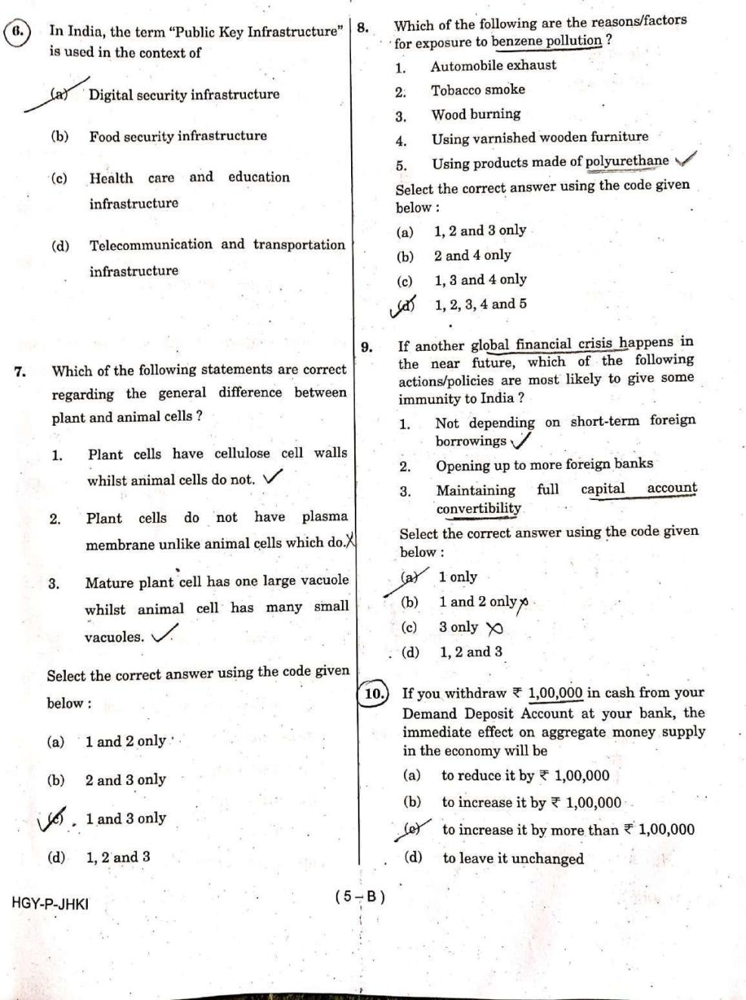 6. In India, the term “Public Key Infrastructure”
is used in the context of
(a) Digital security infrastructure
(b) Food security infrastructure
(c) Health care and education
infrastructure
(d) Telecommunication and transportation
infrastructure
7. Which of the following statements are correct
regarding the general difference between
plant and animal cells ?
1. Plant cells have cellulose cell walls
whilst animal cells do not.
2. Plant cells do not have plasma
membrane unlike animal cells which do.
3. Mature plant cell has one large vacuole
whilst animal cell has many small
vacuoles.
Select the correct answer using the code given
below :
(a) 1 and 2 only
(b) 2 and 3 only
(c) 1 and 3 only
(d) 1, 2 and 3
8. Which of the following are the reasons/factors
for exposure to benzene pollution ?
1. Automobile exhaust
2. Tobacco smoke
3. Wood burning
4. Using varnished wooden furniture
5. Using products made of polyurethane
Select the correct answer using the code given
below :
(a) 1, 2 and 3 only
(b) 2 and 4 only
(c) 1, 3 and 4 only
(d) 1, 2, 3, 4 and 5
9. If another global financial crisis happens in
the near future, which of the following
actions/policies are most likely to give some
immunity to India ?
1. Not depending on short-term foreign
borrowings
2. Opening up to more foreign banks
3. Maintaining full capital account
convertibility
Select the correct answer using the code given
below :
(a) 1 only
(b) 1 and 2 only
(c) 3 only
(d) 1, 2 and 3
10. If you withdraw ₹ 1,00,000 in cash from your
Demand Deposit Account at your bank, the
immediate effect on aggregate money supply
in the economy will be
(a) to reduce it by ₹ 1,00,000
(b) to increase it by ₹ 1,00,000
(c) to increase it by more than ₹ 1,00,000
(d) to leave it unchanged
HGY-P-JHKI
( 5 – B )